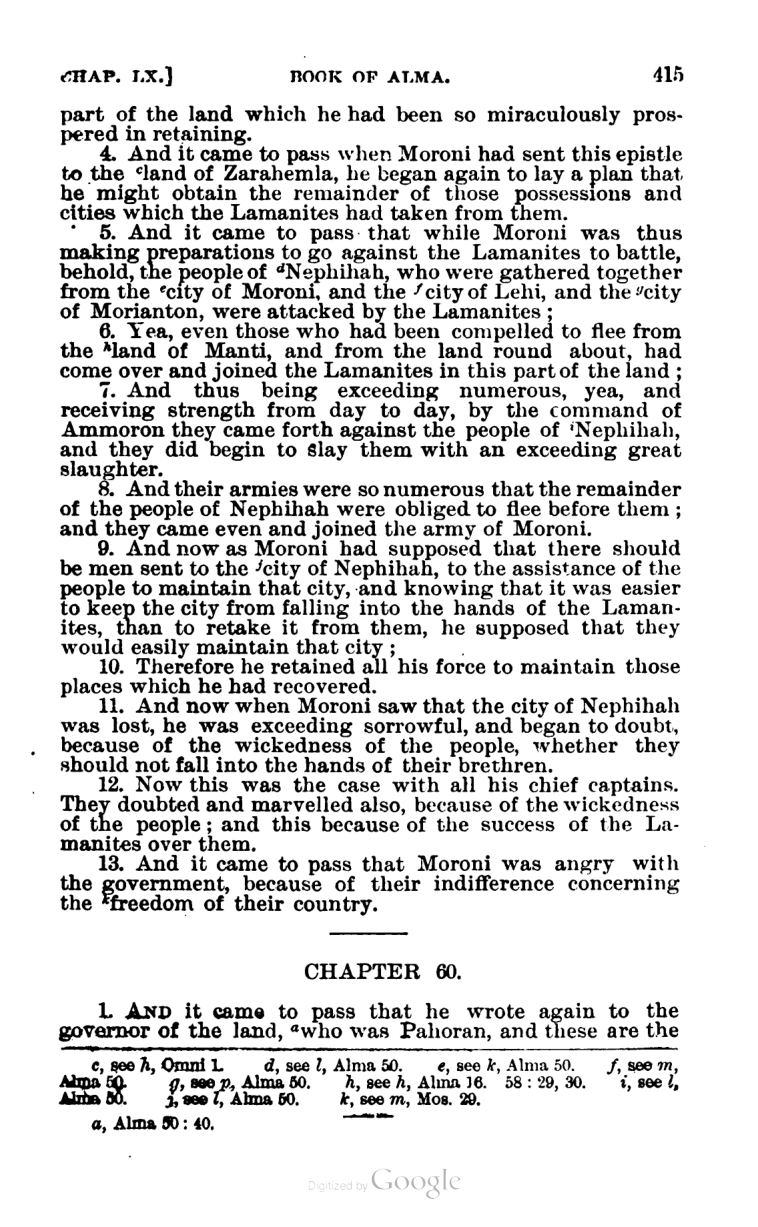 CHAP. LX.] BOOK OF ALMA. 415
part of the land which he had been so miraculously pros-
pered in retaining.
4. And it came to pass when Moroni had sent this epistle
to the ᶜland of Zarahemla, he began again to lay a plan that
he might obtain the remainder of those possessions and
cities which the Lamanites had taken from them.
5. And it came to pass that while Moroni was thus
making preparations to go against the Lamanites to battle,
behold, the people of ᵈNephihah, who were gathered together
from the ᵉcity of Moroni, and the ᶠcity of Lehi, and the ᵍcity
of Morianton, were attacked by the Lamanites ;
6. Yea, even those who had been compelled to flee from
the ʰland of Manti, and from the land round about, had
come over and joined the Lamanites in this part of the land ;
7. And thus being exceeding numerous, yea, and
receiving strength from day to day, by the command of
Ammoron they came forth against the people of ⁱNephihah,
and they did begin to slay them with an exceeding great
slaughter.
8. And their armies were so numerous that the remainder
of the people of Nephihah were obliged to flee before them ;
and they came even and joined the army of Moroni.
9. And now as Moroni had supposed that there should
be men sent to the ʲcity of Nephihah, to the assistance of the
people to maintain that city, and knowing that it was easier
to keep the city from falling into the hands of the Laman-
ites, than to retake it from them, he supposed that they
would easily maintain that city ;
10. Therefore he retained all his force to maintain those
places which he had recovered.
11. And now when Moroni saw that the city of Nephihah
was lost, he was exceeding sorrowful, and began to doubt,
because of the wickedness of the people, whether they
should not fall into the hands of their brethren.
12. Now this was the case with all his chief captains.
They doubted and marvelled also, because of the wickedness
of the people ; and this because of the success of the La-
manites over them.
13. And it came to pass that Moroni was angry with
the government, because of their indifference concerning
the ᵏfreedom of their country.
CHAPTER 60.
1. AND it came to pass that he wrote again to the
governor of the land, ᵃwho was Pahoran, and these are the
c, see h, Omni 1. d, see l, Alma 50. e, see k, Alma 50. f, see m,
Alma 50. g, see p, Alma 50. h, see h, Alma 16. 58 : 29, 30. i, see l,
Alma 50. j, see l, Alma 50. k, see m, Mos. 29.
a, Alma 50 : 40.
Digitized by Google